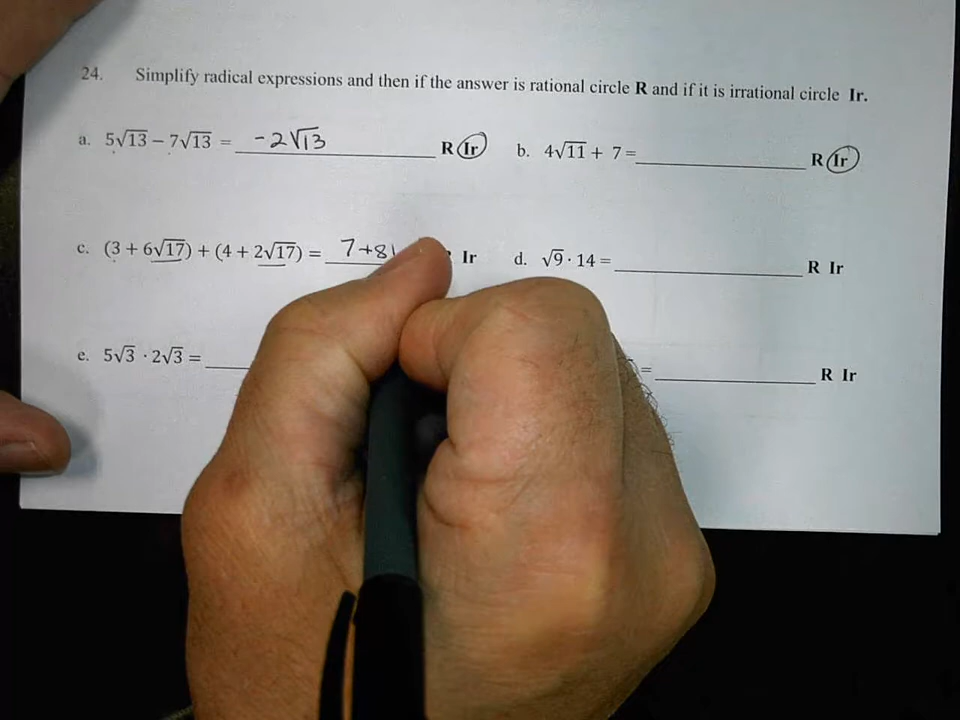 24. Simplify radical expressions and then if the answer is rational circle R and if it is irrational circle Ir.
a. 5√13 – 7√13 = -2√13 R Ir b. 4√11 + 7 = R Ir
c. (3 + 6√17) + (4 + 2√17) = 7+8 Ir d. √9 · 14 = R Ir
e. 5√3 · 2√3 = = R Ir